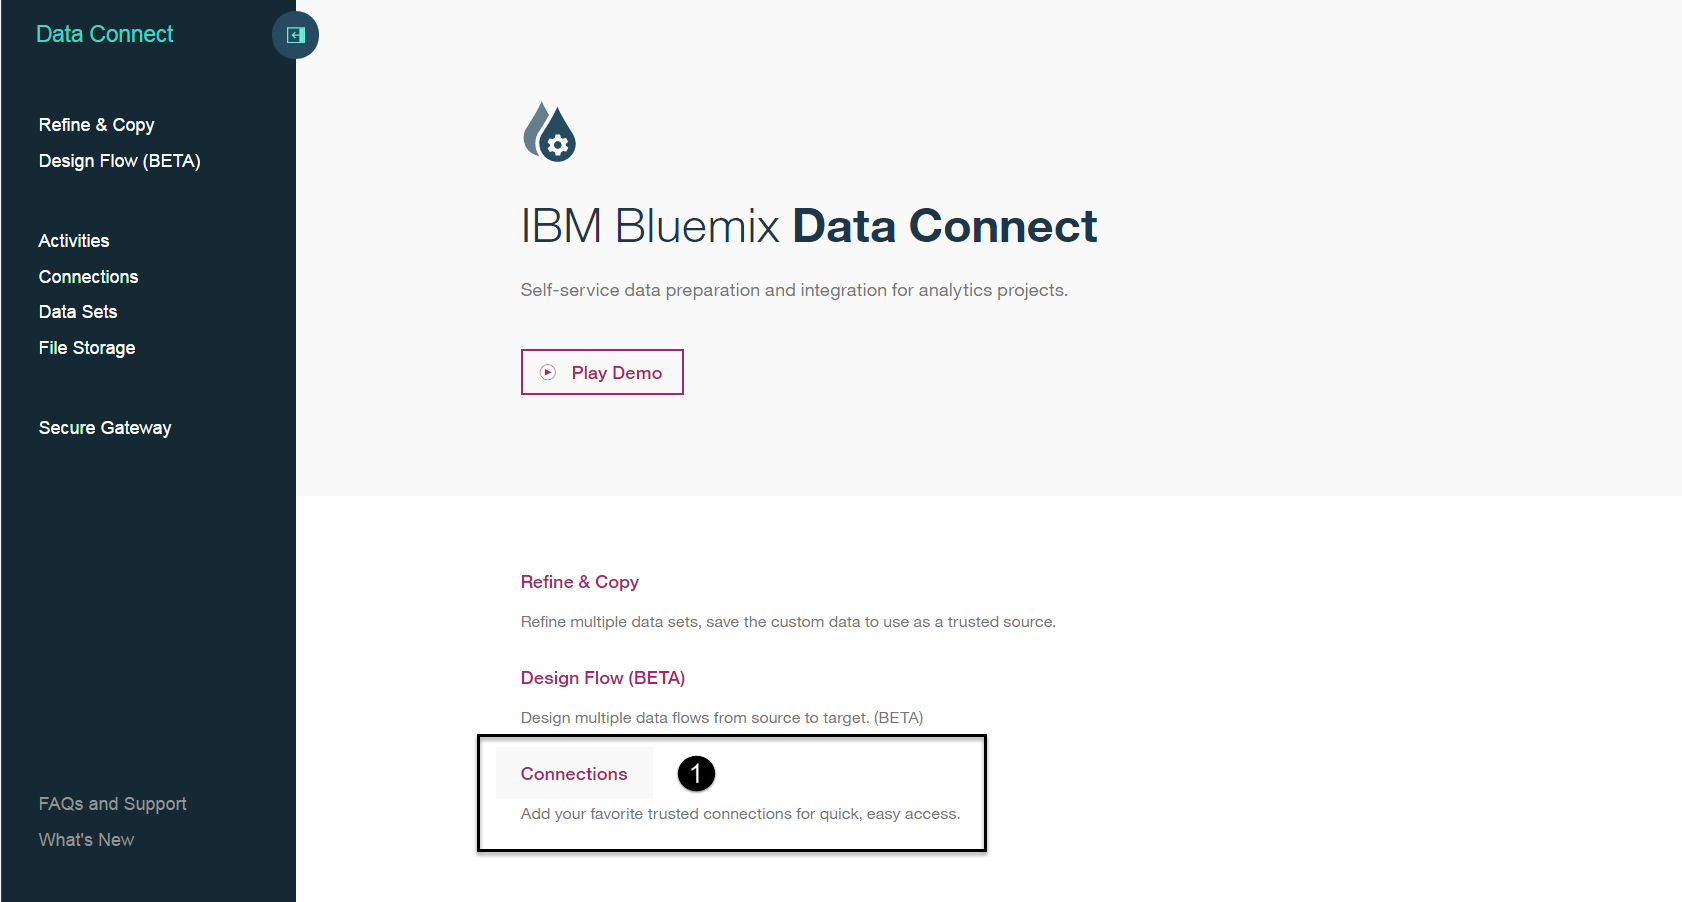 Data Connect
Refine & Copy
Design Flow (BETA)
Activities
Connections
Data Sets
File Storage
Secure Gateway
FAQs and Support
What's New
IBM Bluemix Data Connect
Self-service data preparation and integration for analytics projects.
Play Demo
Refine & Copy
Refine multiple data sets, save the custom data to use as a trusted source.
Design Flow (BETA)
Design multiple data flows from source to target. (BETA)
Connections
1
Add your favorite trusted connections for quick, easy access.